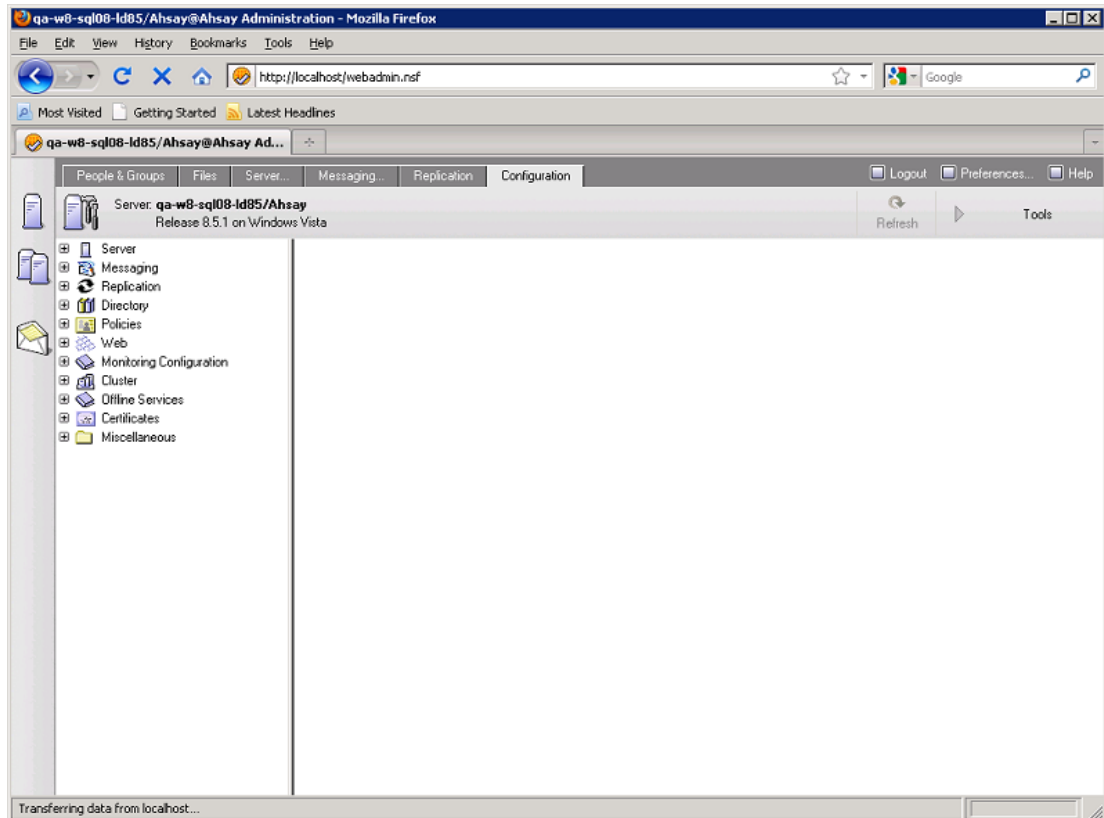 qa-w8-sql08-ld85/Ahsay@Ahsay Administration - Mozilla Firefox
File Edit View History Bookmarks Tools Help
http://localhost/webadmin.nsf Google
Most Visited Getting Started Latest Headlines
qa-w8-sql08-ld85/Ahsay@Ahsay Ad...
People & Groups Files Server... Messaging... Replication Configuration Logout Preferences... Help
Server: qa-w8-sql08-ld85/Ahsay
Release 8.5.1 on Windows Vista
Refresh Tools
Server
Messaging
Replication
Directory
Policies
Web
Monitoring Configuration
Cluster
Offline Services
Certificates
Miscellaneous
Transferring data from localhost...